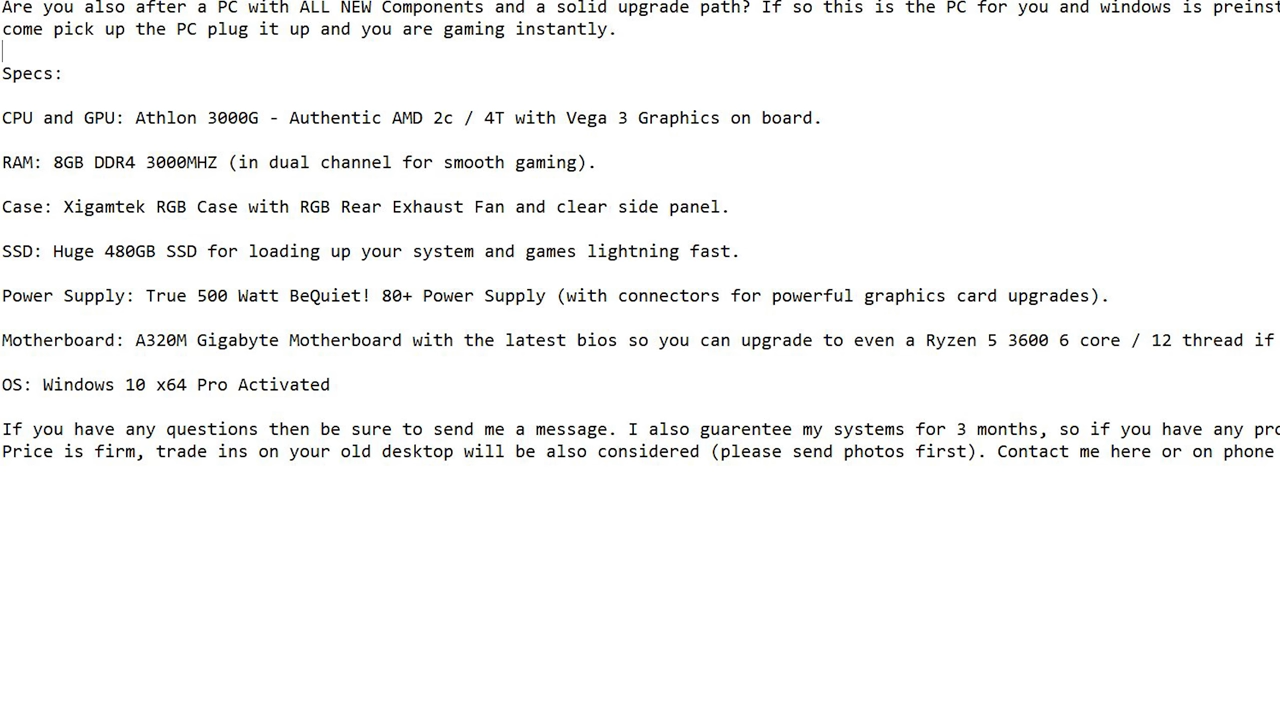 Are you also after a PC with ALL NEW Components and a solid upgrade path? If so this is the PC for you and windows is preinst
come pick up the PC plug it up and you are gaming instantly.
Specs:
CPU and GPU: Athlon 3000G - Authentic AMD 2c / 4T with Vega 3 Graphics on board.
RAM: 8GB DDR4 3000MHZ (in dual channel for smooth gaming).
Case: Xigamtek RGB Case with RGB Rear Exhaust Fan and clear side panel.
SSD: Huge 480GB SSD for loading up your system and games lightning fast.
Power Supply: True 500 Watt BeQuiet! 80+ Power Supply (with connectors for powerful graphics card upgrades).
Motherboard: A320M Gigabyte Motherboard with the latest bios so you can upgrade to even a Ryzen 5 3600 6 core / 12 thread if
OS: Windows 10 x64 Pro Activated
If you have any questions then be sure to send me a message. I also guarentee my systems for 3 months, so if you have any pro
Price is firm, trade ins on your old desktop will be also considered (please send photos first). Contact me here or on phone